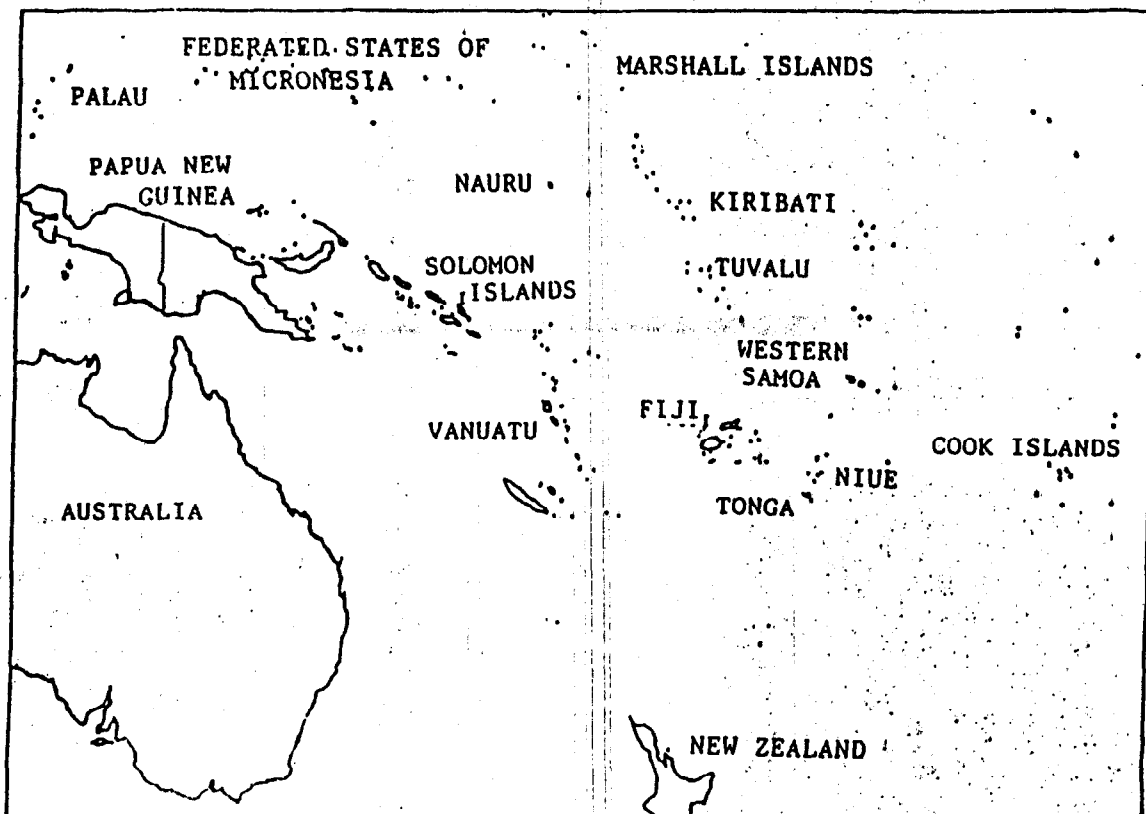 FEDERATED STATES OF
MICRONESIA
MARSHALL ISLANDS
PALAU
PAPUA NEW
GUINEA
NAURU
KIRIBATI
SOLOMON
ISLANDS
TUVALU
WESTERN
SAMOA
FIJI
VANUATU
COOK ISLANDS
NIUE
TONGA
AUSTRALIA
NEW ZEALAND